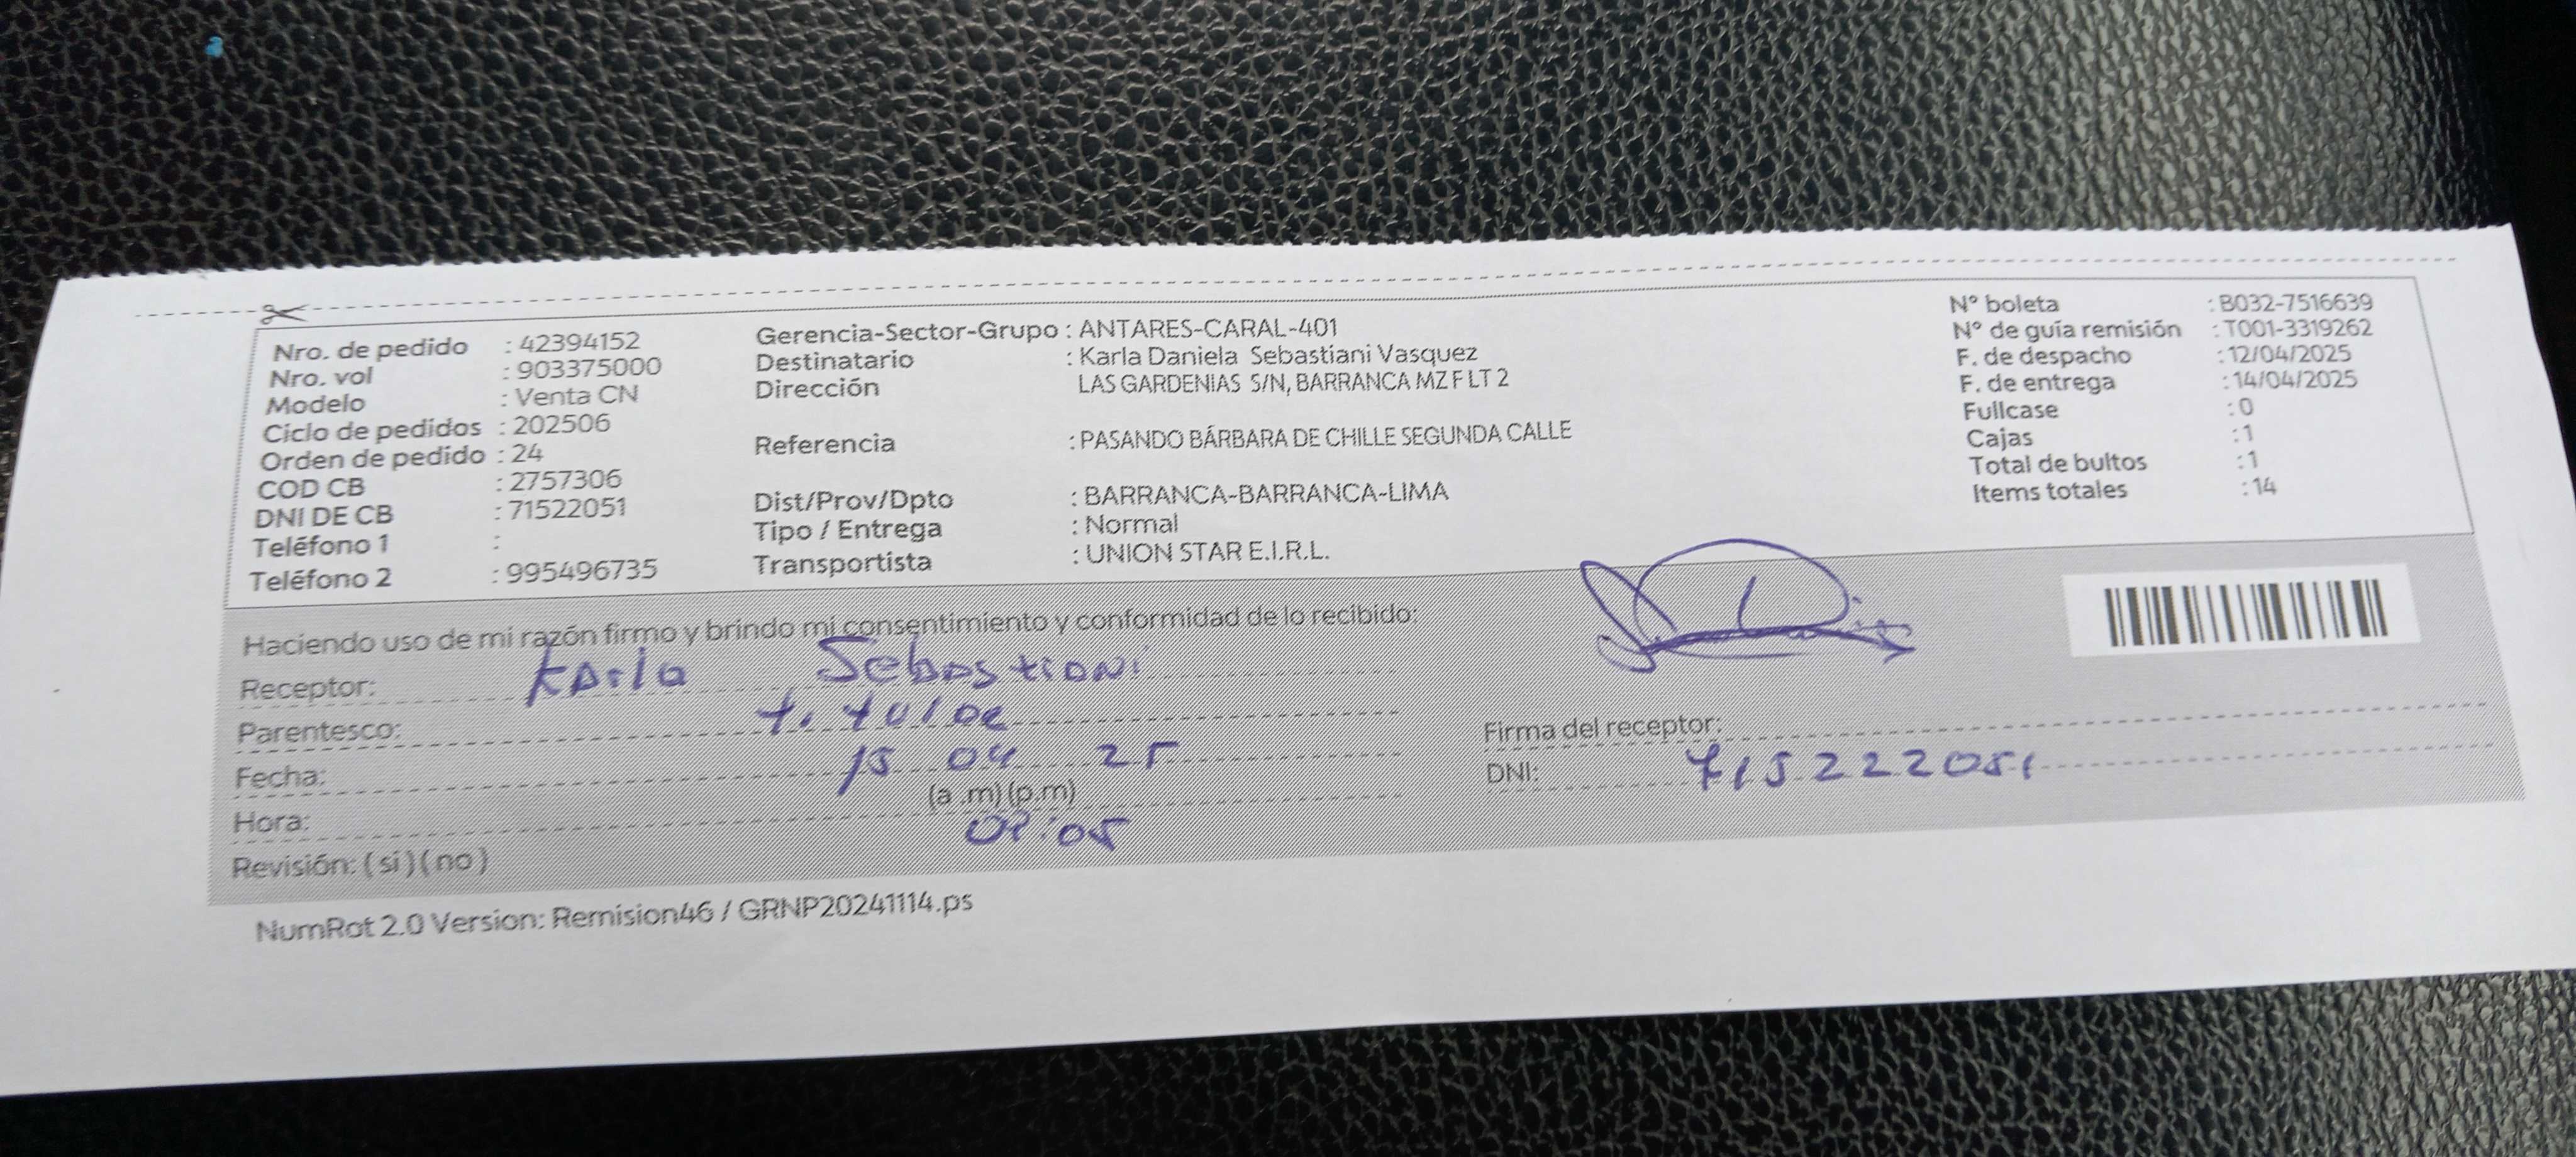 Nro. de pedido : 42394152
Nro. vol : 903375000
Modelo : Venta CN
Ciclo de pedidos : 202506
Orden de pedido : 24
COD CB : 2757306
DNI DE CB : 71522051
Teléfono 1 :
Teléfono 2 : 995496735
Gerencia-Sector-Grupo : ANTARES-CARAL-401
Destinatario : Karla Daniela Sebastiani Vasquez
Dirección LAS GARDENIAS S/N, BARRANCA MZ F LT 2
Referencia : PASANDO BÁRBARA DE CHILLE SEGUNDA CALLE
Dist/Prov/Dpto : BARRANCA-BARRANCA-LIMA
Tipo / Entrega : Normal
Transportista : UNION STAR E.I.R.L.
N° boleta : B032-7516639
N° de guía remisión : T001-3319262
F. de despacho : 12/04/2025
F. de entrega : 14/04/2025
Fullcase : 0
Cajas : 1
Total de bultos : 1
Items totales : 14
Haciendo uso de mi razón firmo y brindo mi consentimiento y conformidad de lo recibido:
Receptor: Karla Sebastiani
Parentesco: titular
Fecha: 15 04 25
(a .m) (p.m)
Hora: 05
Revisión: ( si ) ( no )
Firma del receptor:
DNI: 715222051
NumRot 2.0 Version: Remision46 / GRNP20241114.ps